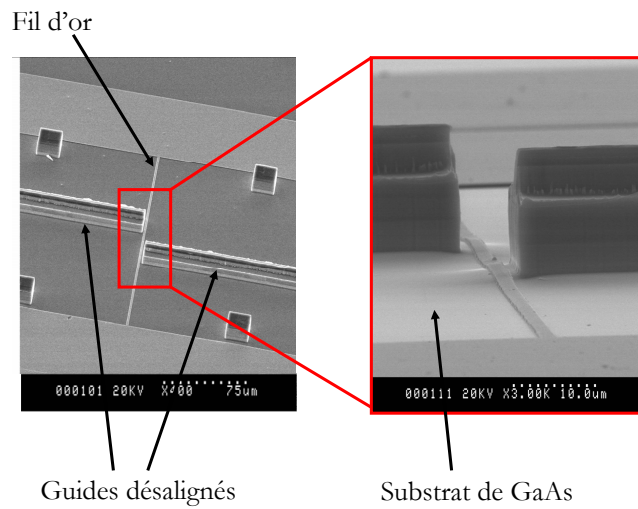 Fil d'or
000101 20KV X400 75um
000111 20KV X3.00K 10.0um
Guides désalignés
Substrat de GaAs